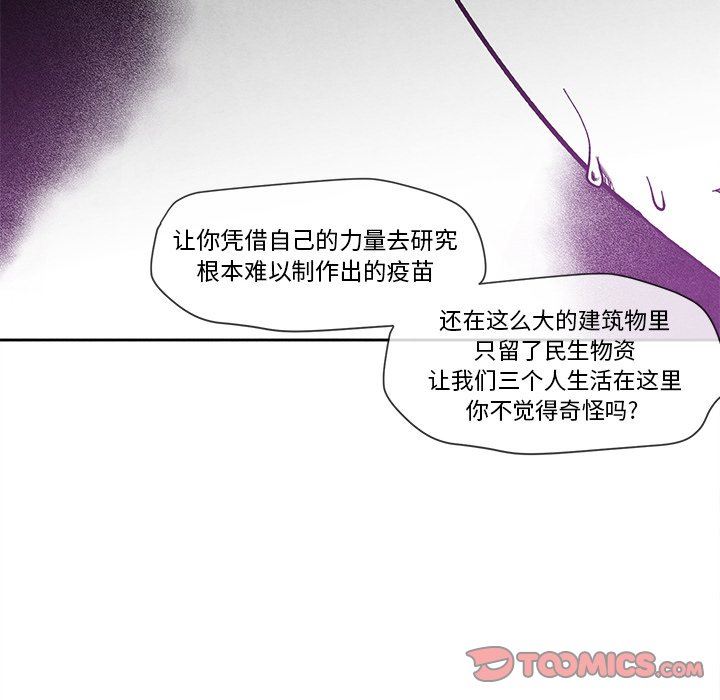 让你凭借自己的力量去研究
根本难以制作出的疫苗
还在这么大的建筑物里
只留了民生物资
让我们三个人生活在这里
你不觉得奇怪吗?
TOOMICS.COM